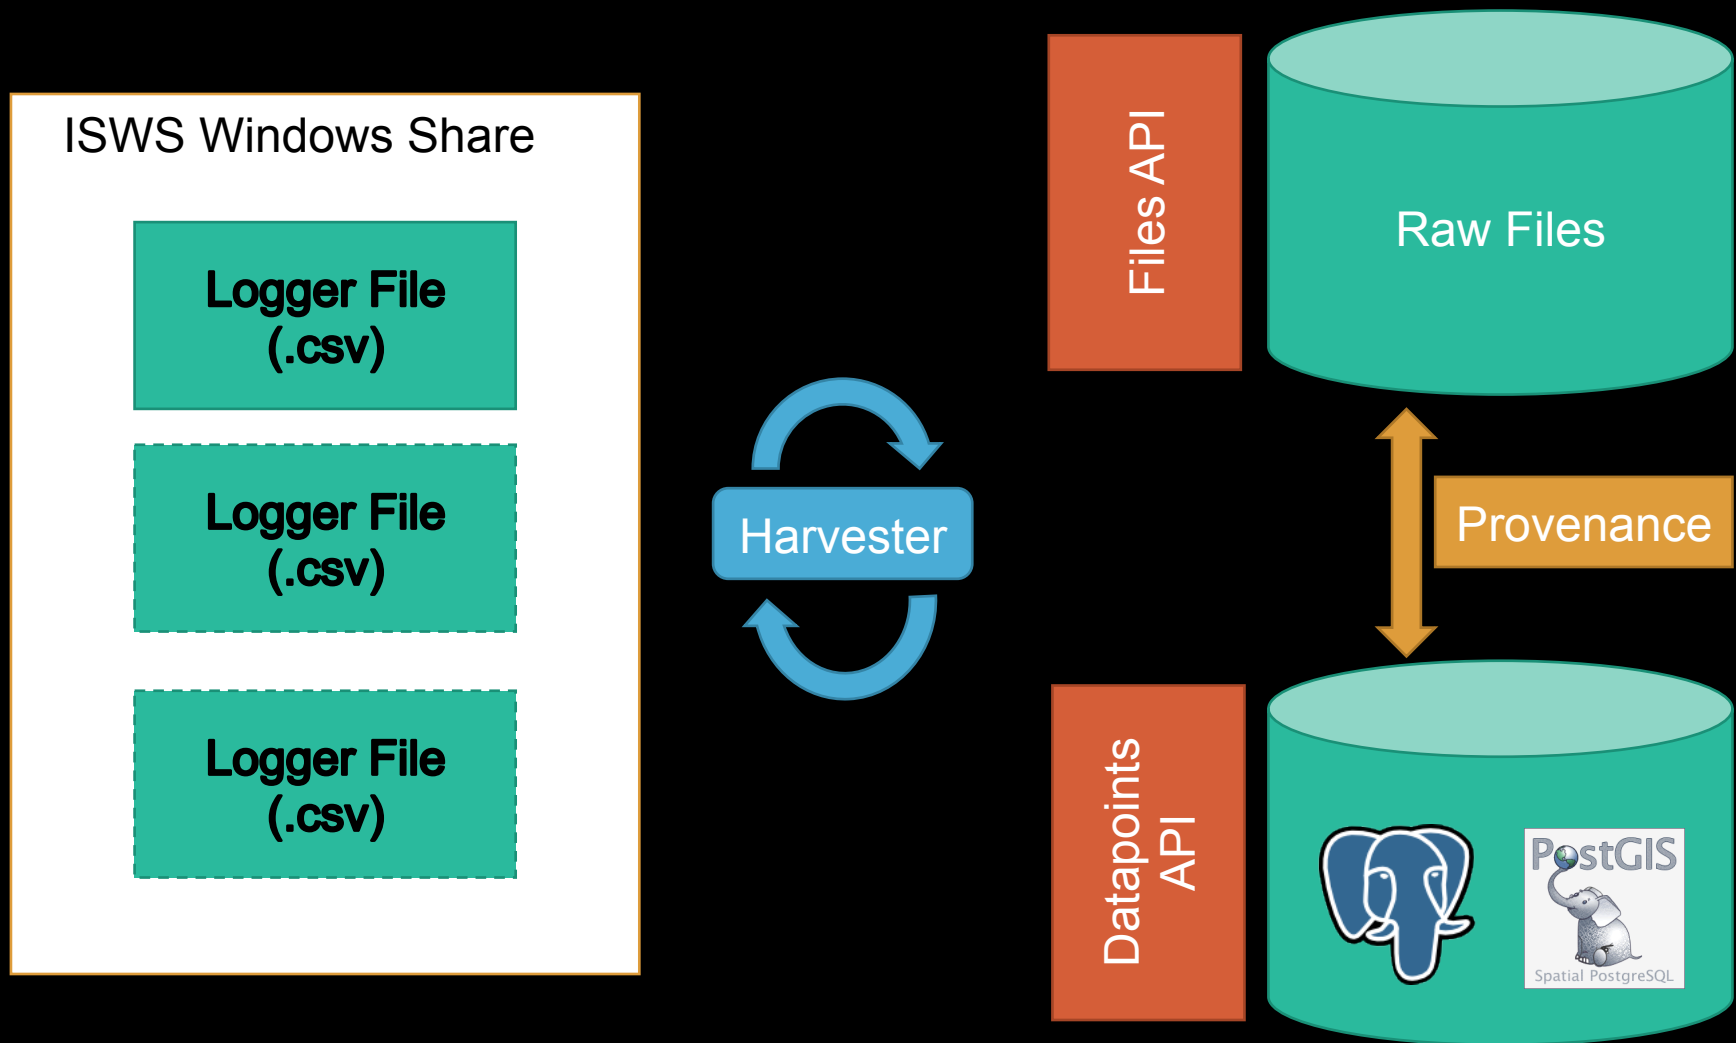 ISWS Windows Share
Logger File
(.csv)
Logger File
(.csv)
Logger File
(.csv)
Harvester
Files API
Raw Files
Provenance
Datapoints
API
PostGIS
Spatial PostgreSQL